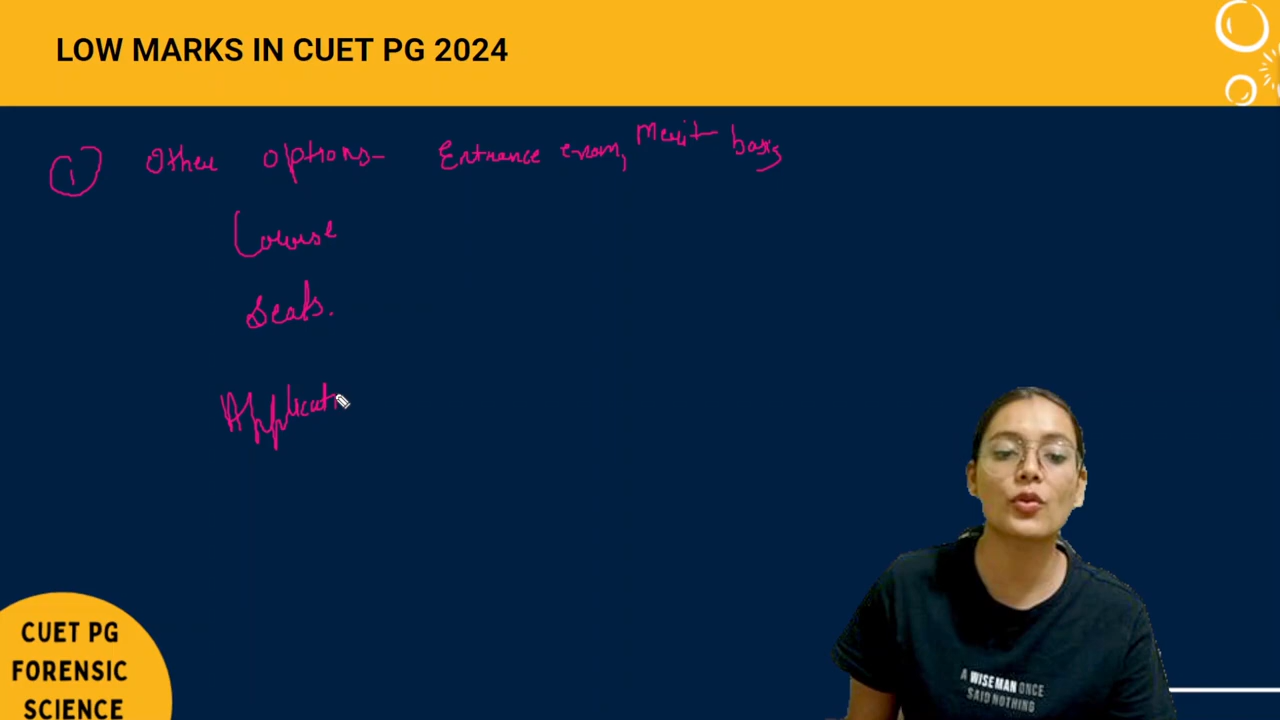 LOW MARKS IN CUET PG 2024
① Other options- Entrance exam, Merit basis
Course
Seats.
Applicati
A WISE MAN ONCE
SAID NOTHING
CUET PG
FORENSIC
SCIENCE